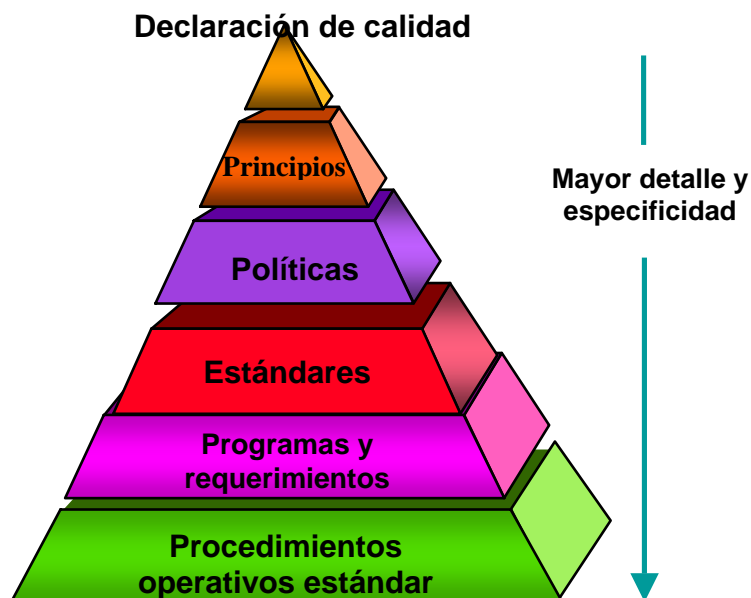 Declaración de calidad
Principios
Mayor detalle y
especificidad
Políticas
Estándares
Programas y
requerimientos
Procedimientos
operativos estándar